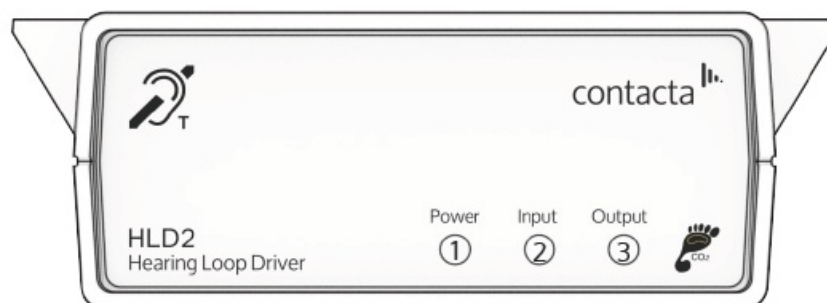 contacta
T
Power Input Output
1 2 3
HLD2
Hearing Loop Driver
CO₂